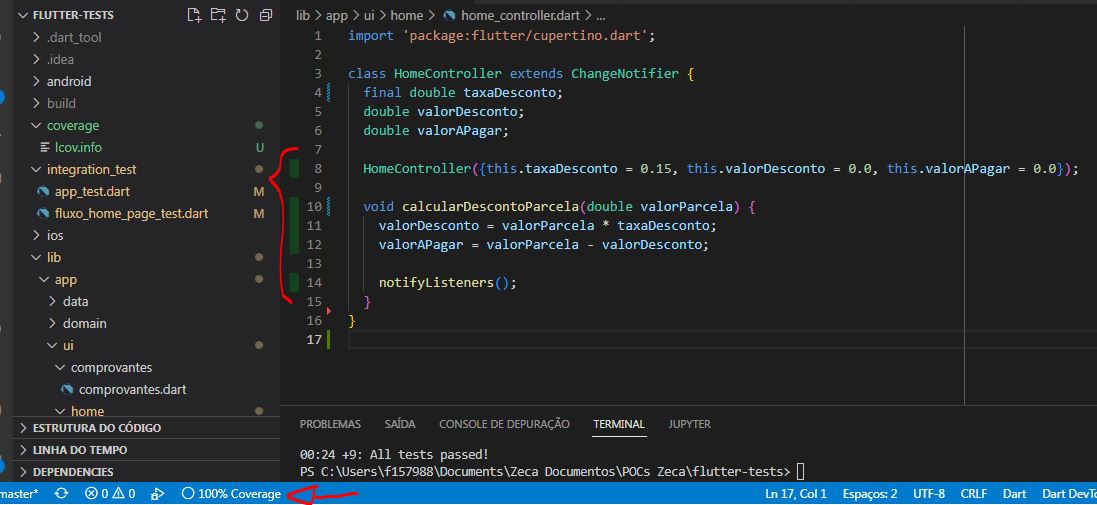 FLUTTER-TESTS
.dart_tool
.idea
android
build
coverage
lcov.info U
integration_test
app_test.dart M
fluxo_home_page_test.dart M
ios
lib
app
data
domain
ui
comprovantes
comprovantes.dart
home
ESTRUTURA DO CÓDIGO
LINHA DO TEMPO
DEPENDENCIES
lib > app > ui > home > home_controller.dart > ...
1 import 'package:flutter/cupertino.dart';
2
3 class HomeController extends ChangeNotifier {
4 final double taxaDesconto;
5 double valorDesconto;
6 double valorAPagar;
7
8 HomeController({this.taxaDesconto = 0.15, this.valorDesconto = 0.0, this.valorAPagar = 0.0});
9
10 void calcularDescontoParcela(double valorParcela) {
11 valorDesconto = valorParcela * taxaDesconto;
12 valorAPagar = valorParcela - valorDesconto;
13
14 notifyListeners();
15 }
16 }
17
PROBLEMAS SAÍDA CONSOLE DE DEPURAÇÃO TERMINAL JUPYTER
00:24 +9: All tests passed!
PS C:\Users\f157988\Documents\Zeca Documentos\POCs Zeca\flutter-tests>
master* 0 0 100% Coverage Ln 17, Col 1 Espaços: 2 UTF-8 CRLF Dart Dart DevTo